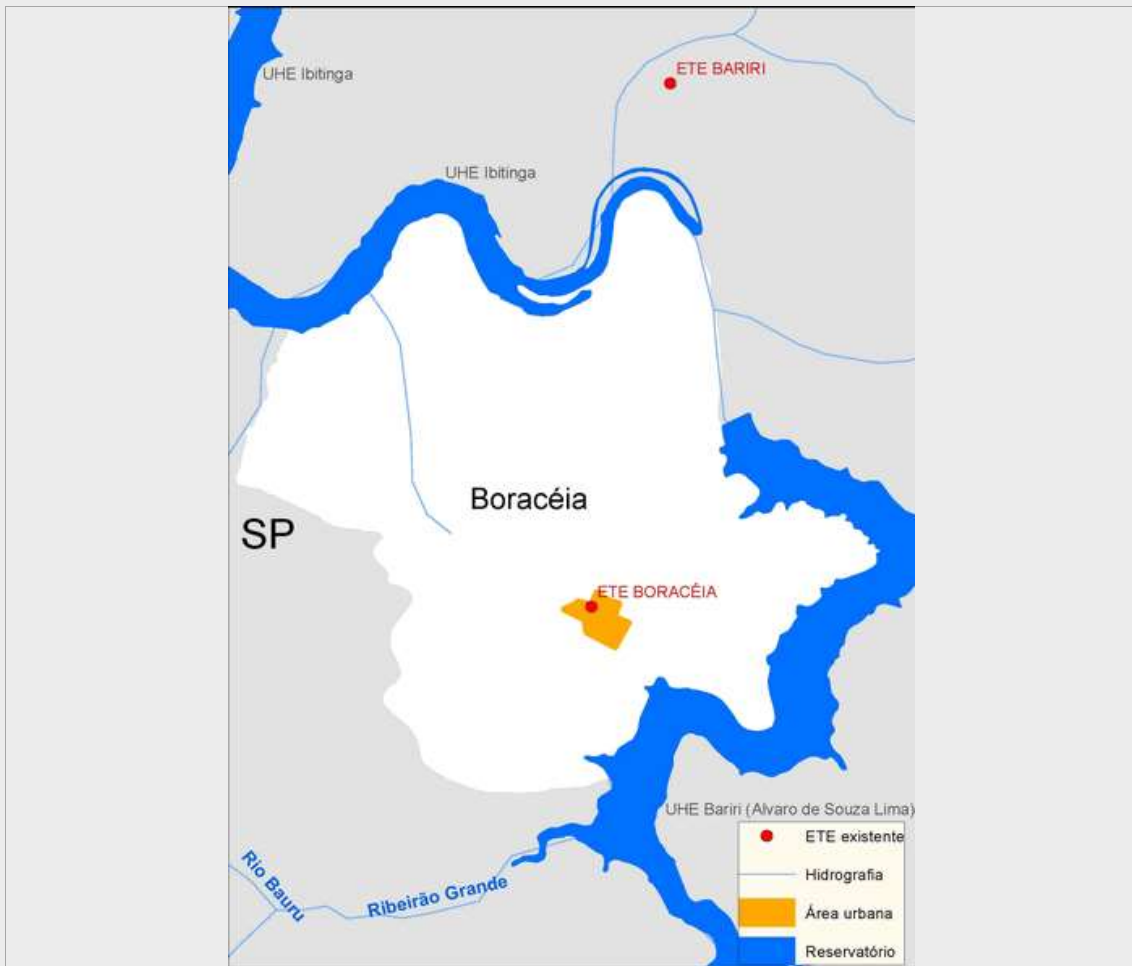 UHE Ibitinga
ETE BARIRI
UHE Ibitinga
Boracéia
SP
ETE BORACÉIA
UHE Bariri (Alvaro de Souza Lima)
Rio Bauru
Ribeirão Grande
ETE existente
Hidrografia
Área urbana
Reservatório